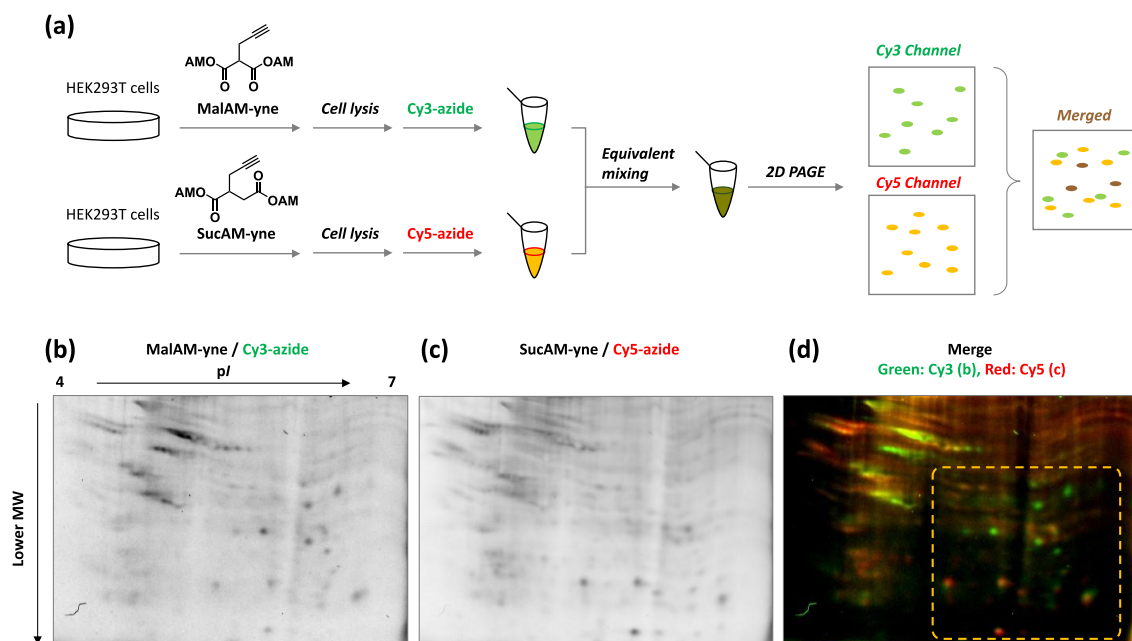 (a)
AMO
OAM
O
O
HEK293T cells
MalAM-yne
Cell lysis
Cy3-azide
AMO
O
O
OAM
HEK293T cells
SucAM-yne
Cell lysis
Cy5-azide
Equivalent
mixing
2D PAGE
Cy3 Channel
Cy5 Channel
Merged
(b)
MalAM-yne / Cy3-azide
pI
4
7
Lower MW
(c)
SucAM-yne / Cy5-azide
(d)
Merge
Green: Cy3 (b), Red: Cy5 (c)